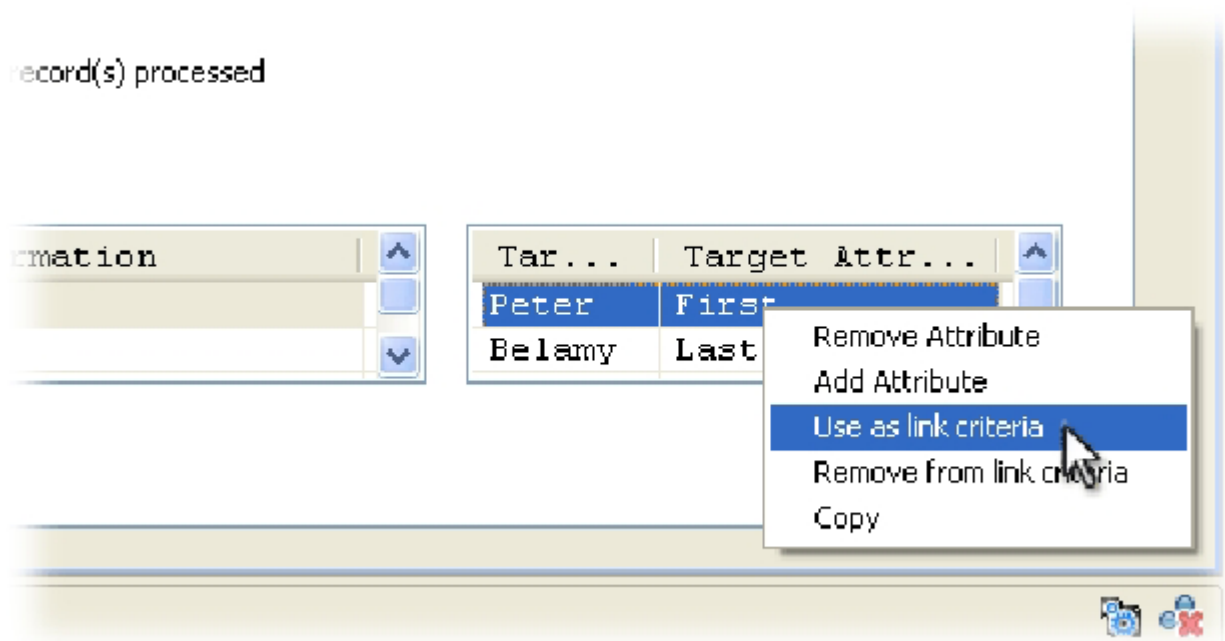 ecord(s) processed
rmation
Tar... Target Attr...
Peter First
Belamy Last
Remove Attribute
Add Attribute
Use as link criteria
Remove from link criteria
Copy